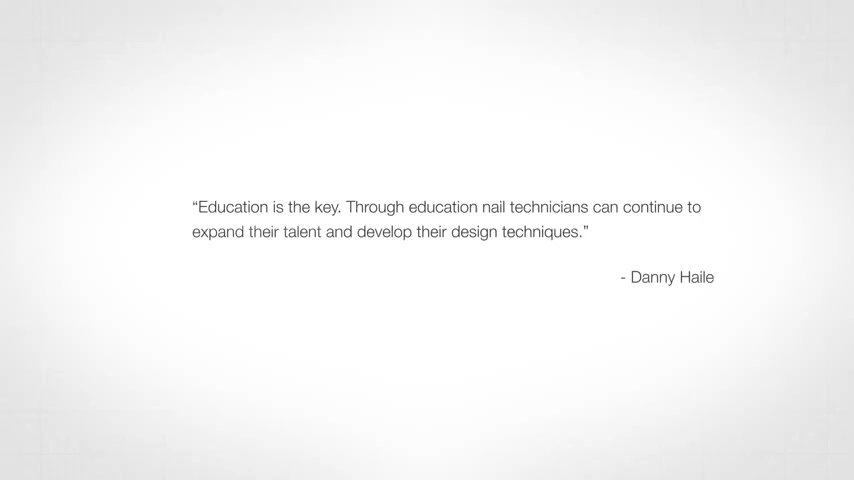 “Education is the key. Through education nail technicians can continue to
expand their talent and develop their design techniques.”
- Danny Haile